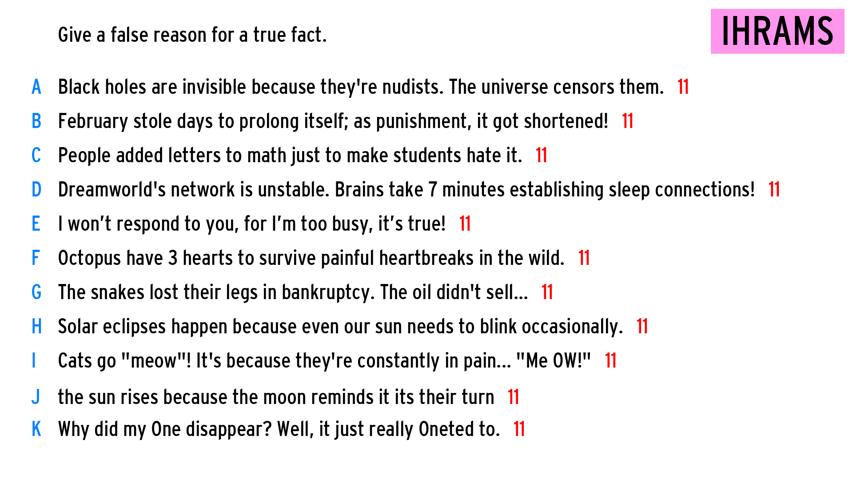 Give a false reason for a true fact.
IHRAMS
A Black holes are invisible because they're nudists. The universe censors them. 11
B February stole days to prolong itself; as punishment, it got shortened! 11
C People added letters to math just to make students hate it. 11
D Dreamworld's network is unstable. Brains take 7 minutes establishing sleep connections! 11
E I won’t respond to you, for I’m too busy, it’s true! 11
F Octopus have 3 hearts to survive painful heartbreaks in the wild. 11
G The snakes lost their legs in bankruptcy. The oil didn't sell... 11
H Solar eclipses happen because even our sun needs to blink occasionally. 11
I Cats go "meow"! It's because they're constantly in pain... "Me OW!" 11
J the sun rises because the moon reminds it its their turn 11
K Why did my One disappear? Well, it just really Oneted to. 11